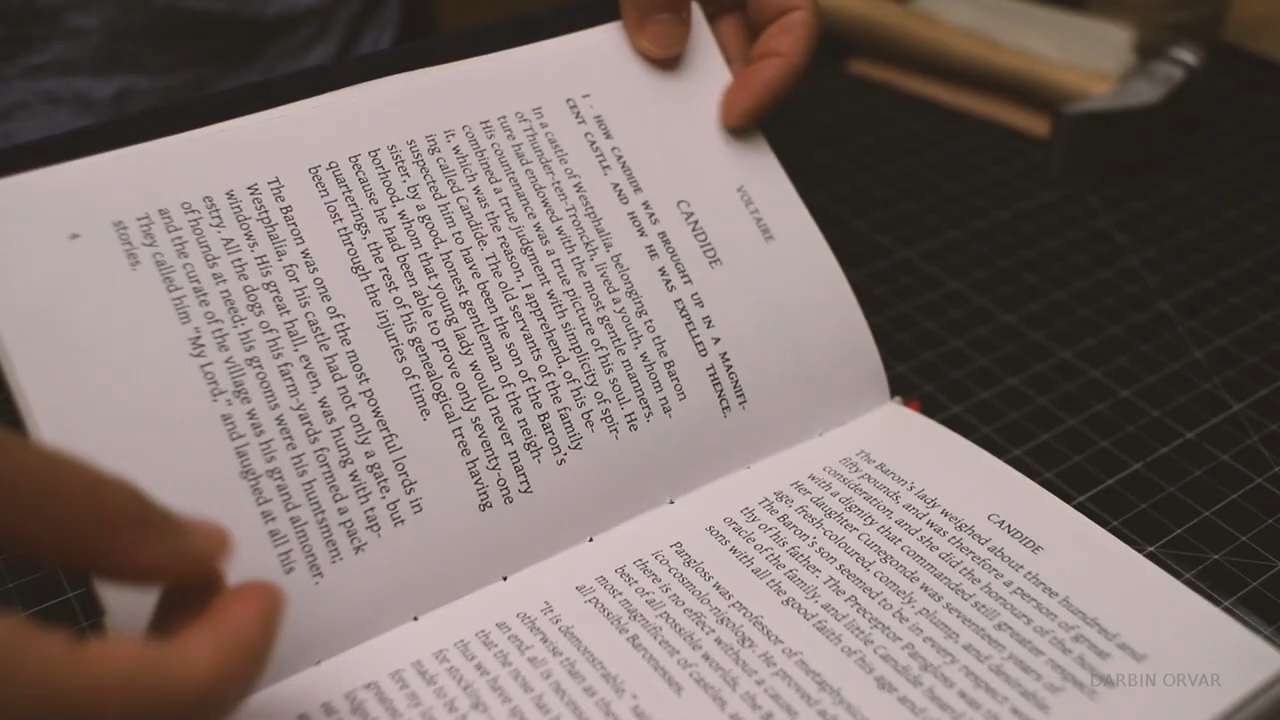 VOLTAIRE
CANDIDE
I - HOW CANDIDE WAS BROUGHT UP IN A MAGNIFI-
CENT CASTLE, AND HOW HE WAS EXPELLED THENCE.
In a castle of Westphalia, belonging to the Baron
of Thunder-ten-Tronckh, lived a youth, whom na-
ture had endowed with the most gentle manners.
His countenance was a true picture of his soul. He
combined a true judgment with simplicity of spir-
it, which was the reason, I apprehend, of his be-
ing called Candide. The old servants of the family
suspected him to have been the son of the Baron's
sister, by a good, honest gentleman of the neigh-
borhood, whom that young lady would never marry
because he had been able to prove only seventy-one
quarterings, the rest of his genealogical tree having
been lost through the injuries of time.
The Baron was one of the most powerful lords in
Westphalia, for his castle had not only a gate, but
windows. His great hall, even, was hung with tap-
estry. All the dogs of his farm-yards formed a pack
of hounds at need; his grooms were his huntsmen;
and the curate of the village was his grand almoner.
They called him "My Lord," and laughed at all his
stories.
4
CANDIDE
The Baron's lady weighed about three hundred and
fifty pounds, and was therefore a person of great
consideration, and she did the honours of the house
with a dignity that commanded still greater
Her daughter Cunegonde was seventeen years of
age, fresh-coloured, comely, plump, and
The Baron's son seemed to be in every respect
thy of his father. The Preceptor Pangloss was
oracle of the family, and little Candide heard
sons with all the good faith of his age and
Pangloss was professor of metaphysico
ico-cosmolo-nigology. He proved
there is no effect without a cause,
best of all possible worlds, the
most magnificent of castles,
all possible Baronesses.
"It is demonstrable,"
otherwise than as
an end, all is
that the nose has
thus we have
for stocking
made to be